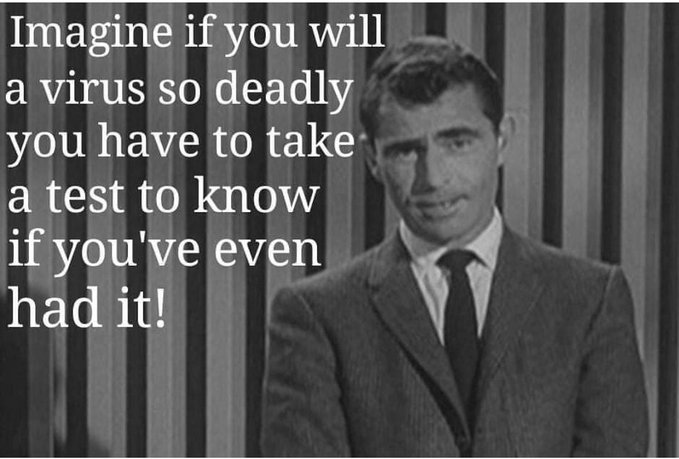 Imagine if you will
a virus so deadly
you have to take
a test to know
if you've even
had it!